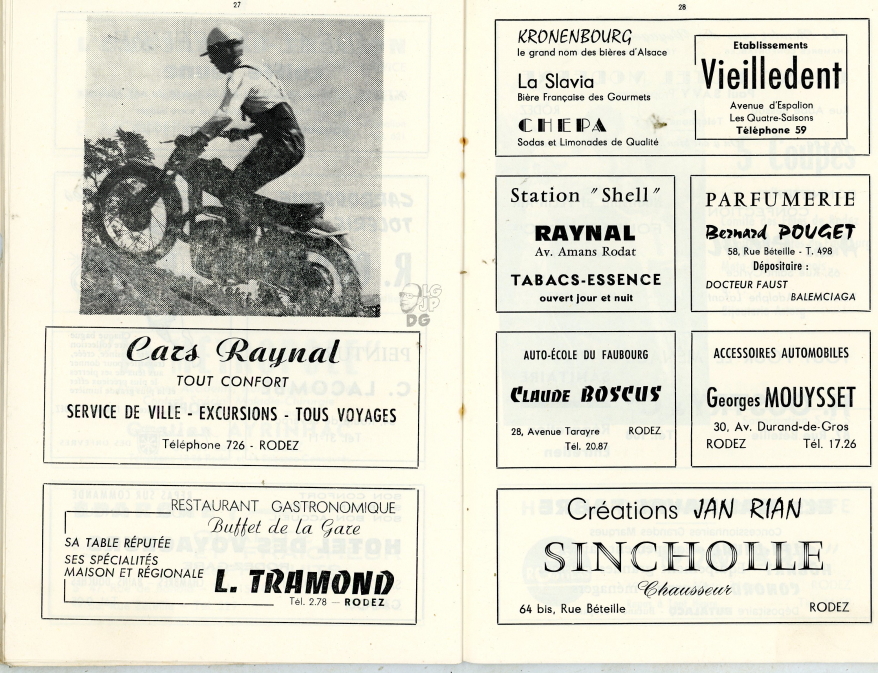 27
LG
JP
DG
Cars Raynal
TOUT CONFORT
SERVICE DE VILLE - EXCURSIONS - TOUS VOYAGES
Téléphone 726 - RODEZ
RESTAURANT GASTRONOMIQUE
Buffet de la Gare
SA TABLE RÉPUTÉE
SES SPÉCIALITÉS
MAISON ET RÉGIONALE
L. TRAMOND
Tél. 2.78 — RODEZ
28
KRONENBOURG
le grand nom des bières d'Alsace
La Slavia
Bière Française des Gourmets
CHEPA
Sodas et Limonades de Qualité
Etablissements
Vieilledent
Avenue d'Espalion
Les Quatre-Saisons
Téléphone 59
Station "Shell"
RAYNAL
Av. Amans Rodat
TABACS-ESSENCE
ouvert jour et nuit
PARFUMERIE
Bernard POUGET
58, Rue Béteille - T. 498
Dépositaire :
DOCTEUR FAUST
BALEMCIAGA
AUTO-ÉCOLE DU FAUBOURG
CLAUDE BOSCUS
28, Avenue Tarayre RODEZ
Tél. 20.87
ACCESSOIRES AUTOMOBILES
Georges MOUYSSET
30, Av. Durand-de-Gros
RODEZ Tél. 17.26
Créations JAN RIAN
SINCHOLLE
Chausseur
64 bis, Rue Béteille RODEZ